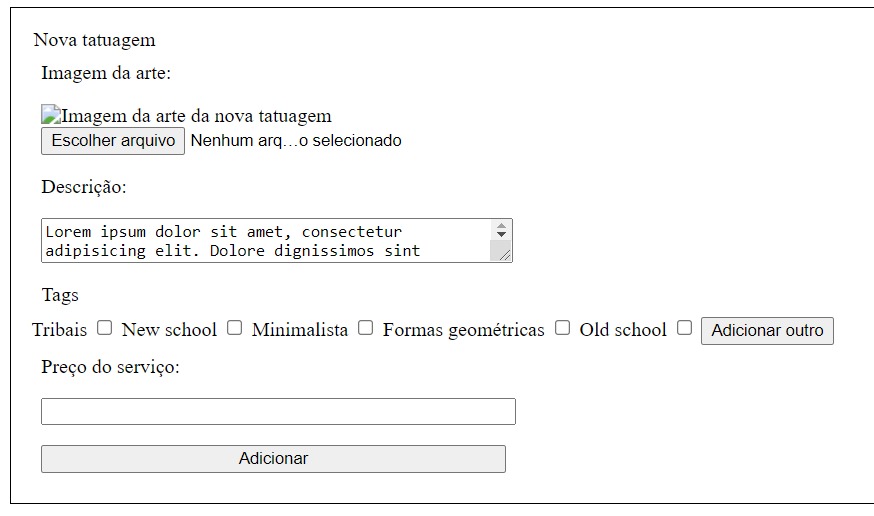 Nova tatuagem
Imagem da arte:
Imagem da arte da nova tatuagem
Escolher arquivo Nenhum arq...o selecionado
Descrição:
Lorem ipsum dolor sit amet, consectetur
adipisicing elit. Dolore dignissimos sint
Tags
Tribais New school Minimalista Formas geométricas Old school Adicionar outro
Preço do serviço:
Adicionar